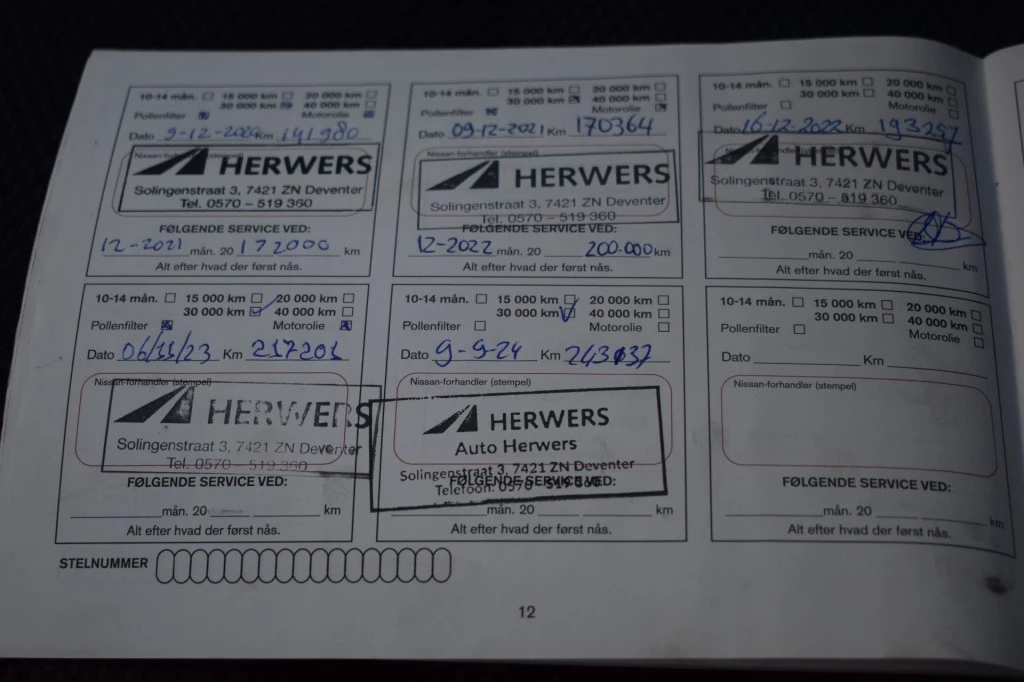 10-14 mån. 15 000 km 20 000 km
30 000 km 40 000 km
Pollenfilter Motorolie
Dato 9-12-2020 Km 141980
Nissan-forhandler (stempel)
HERWERS
Solingenstraat 3, 7421 ZN Deventer
Tel. 0570 - 519 360
FØLGENDE SERVICE VED:
12-2021 mån. 20 172000 km
Alt efter hvad der først nås.
10-14 mån. 15 000 km 20 000 km
30 000 km 40 000 km
Pollenfilter Motorolie
Dato 09-12-2021 Km 170364
Nissan-forhandler (stempel)
HERWERS
Solingenstraat 3, 7421 ZN Deventer
Tel. 0570 - 519 360
FØLGENDE SERVICE VED:
12-2022 mån. 20 200.000 km
Alt efter hvad der først nås.
10-14 mån. 15 000 km 20 000 km
30 000 km 40 000 km
Pollenfilter Motorolie
Dato 16-12-2022 Km 193257
HERWERS
Solingenstraat 3, 7421 ZN Deventer
Tel. 0570 - 519 360
FØLGENDE SERVICE VED:
mån. 20 km
Alt efter hvad der først nås.
10-14 mån. 15 000 km 20 000 km
30 000 km 40 000 km
Pollenfilter Motorolie
Dato 06/11/23 Km 217201
Nissan-forhandler (stempel)
HERWERS
Solingenstraat 3, 7421 ZN Deventer
Tel. 0570 - 519 360
FØLGENDE SERVICE VED:
mån. 20 km
Alt efter hvad der først nås.
10-14 mån. 15 000 km 20 000 km
30 000 km 40 000 km
Pollenfilter Motorolie
Dato 9-9-24 Km 243037
Nissan-forhandler (stempel)
HERWERS
Auto Herwers
Solingenstraat 3, 7421 ZN Deventer
Telefoon: 0570 - 519 360
FØLGENDE SERVICE VED:
mån. 20 km
Alt efter hvad der først nås.
10-14 mån. 15 000 km 20 000 km
30 000 km 40 000 km
Pollenfilter Motorolie
Dato Km
Nissan-forhandler (stempel)
FØLGENDE SERVICE VED:
mån. 20 km
Alt efter hvad der først nås.
STELNUMMER
12